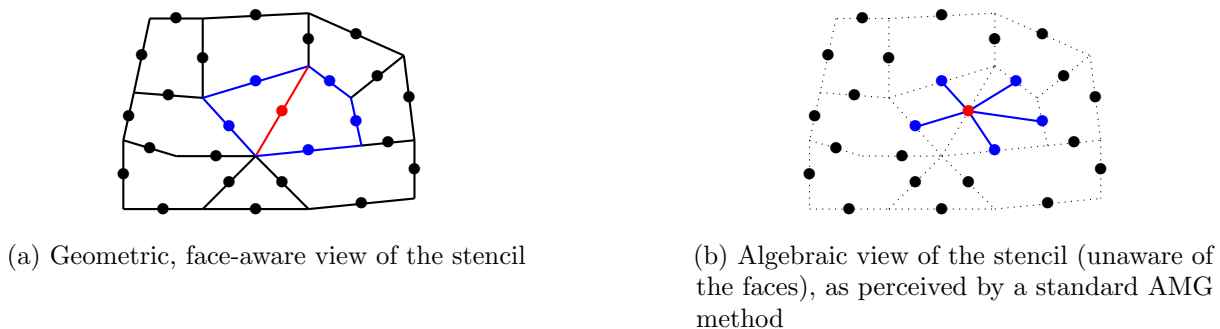 (a) Geometric, face-aware view of the stencil
(b) Algebraic view of the stencil (unaware of
the faces), as perceived by a standard AMG
method